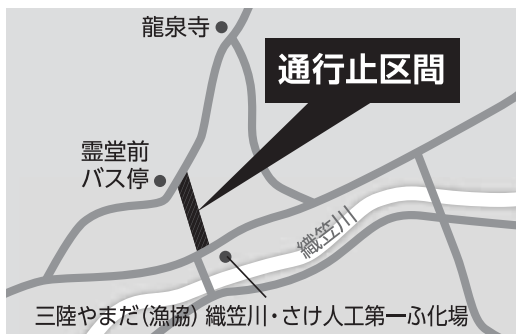 龍泉寺
通行止区間
霊堂前
バス停
織笠川
三陸やまだ(漁協) 織笠川・さけ人工第一ふ化場